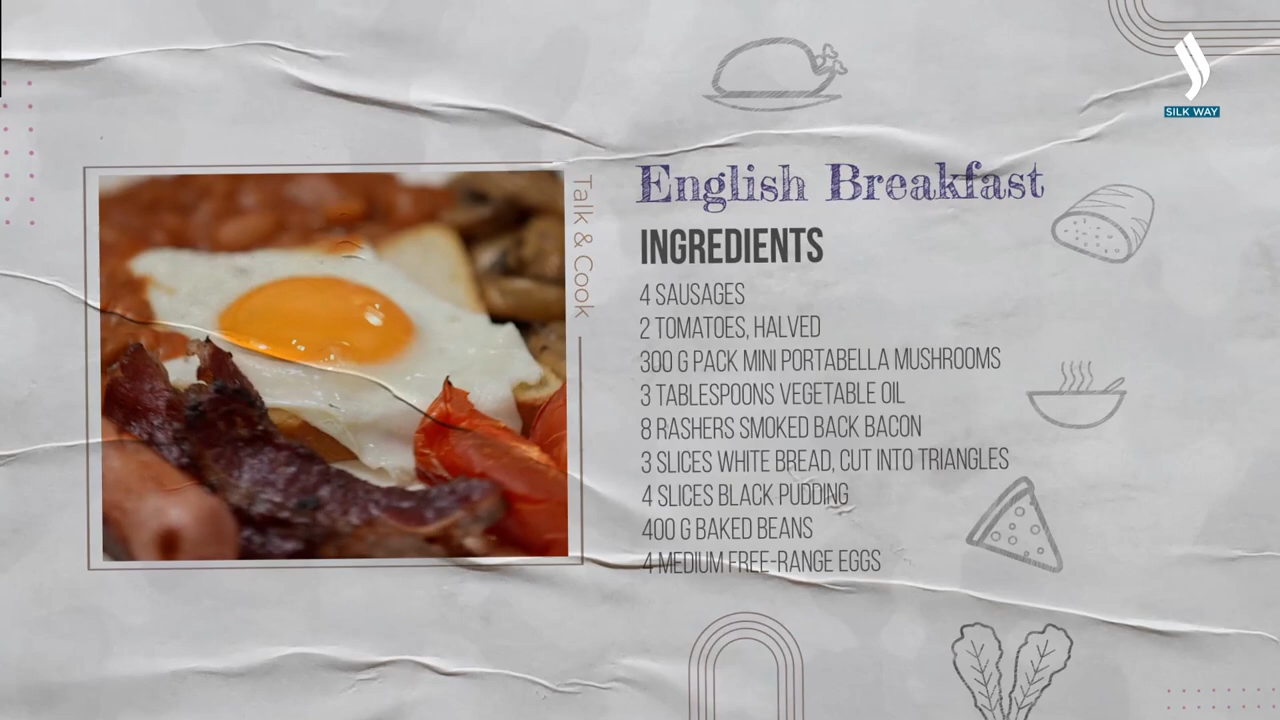 SILK WAY
Talk & Cook
English Breakfast
INGREDIENTS
4 SAUSAGES
2 TOMATOES, HALVED
300 G PACK MINI PORTABELLA MUSHROOMS
3 TABLESPOONS VEGETABLE OIL
8 RASHERS SMOKED BACK BACON
3 SLICES WHITE BREAD, CUT INTO TRIANGLES
4 SLICES BLACK PUDDING
400 G BAKED BEANS
4 MEDIUM FREE-RANGE EGGS